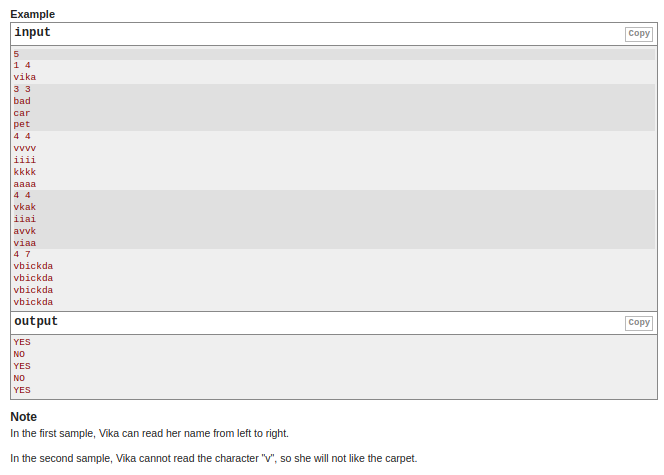 Example
input
Copy
5
1 4
vika
3 3
bad
car
pet
4 4
vvvv
iiii
kkkk
aaaa
4 4
vkak
iiai
avvk
viaa
4 7
vbickda
vbickda
vbickda
vbickda
output
Copy
YES
NO
YES
NO
YES
Note
In the first sample, Vika can read her name from left to right.
In the second sample, Vika cannot read the character "v", so she will not like the carpet.